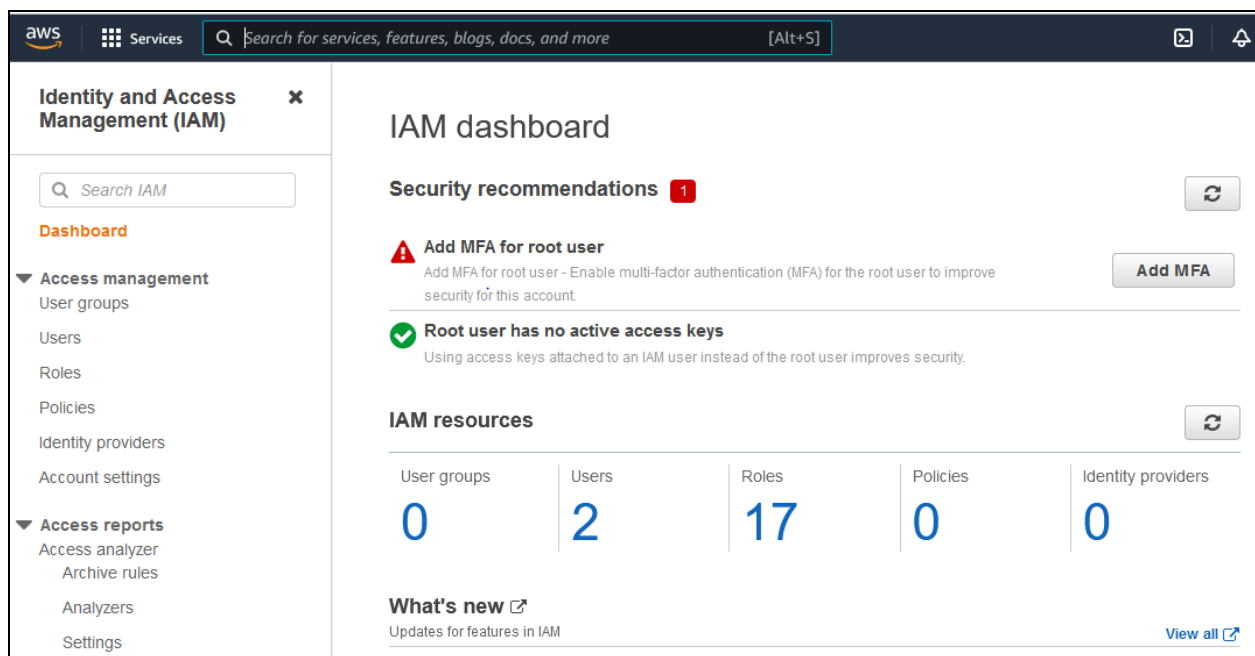 aws
Services
Search for services, features, blogs, docs, and more
[Alt+S]
Identity and Access
Management (IAM)
Search IAM
Dashboard
Access management
User groups
Users
Roles
Policies
Identity providers
Account settings
Access reports
Access analyzer
Archive rules
Analyzers
Settings
IAM dashboard
Security recommendations 1
Add MFA for root user
Add MFA for root user - Enable multi-factor authentication (MFA) for the root user to improve
security for this account.
Add MFA
Root user has no active access keys
Using access keys attached to an IAM user instead of the root user improves security.
IAM resources
User groups
0
Users
2
Roles
17
Policies
0
Identity providers
0
What's new
Updates for features in IAM
View all